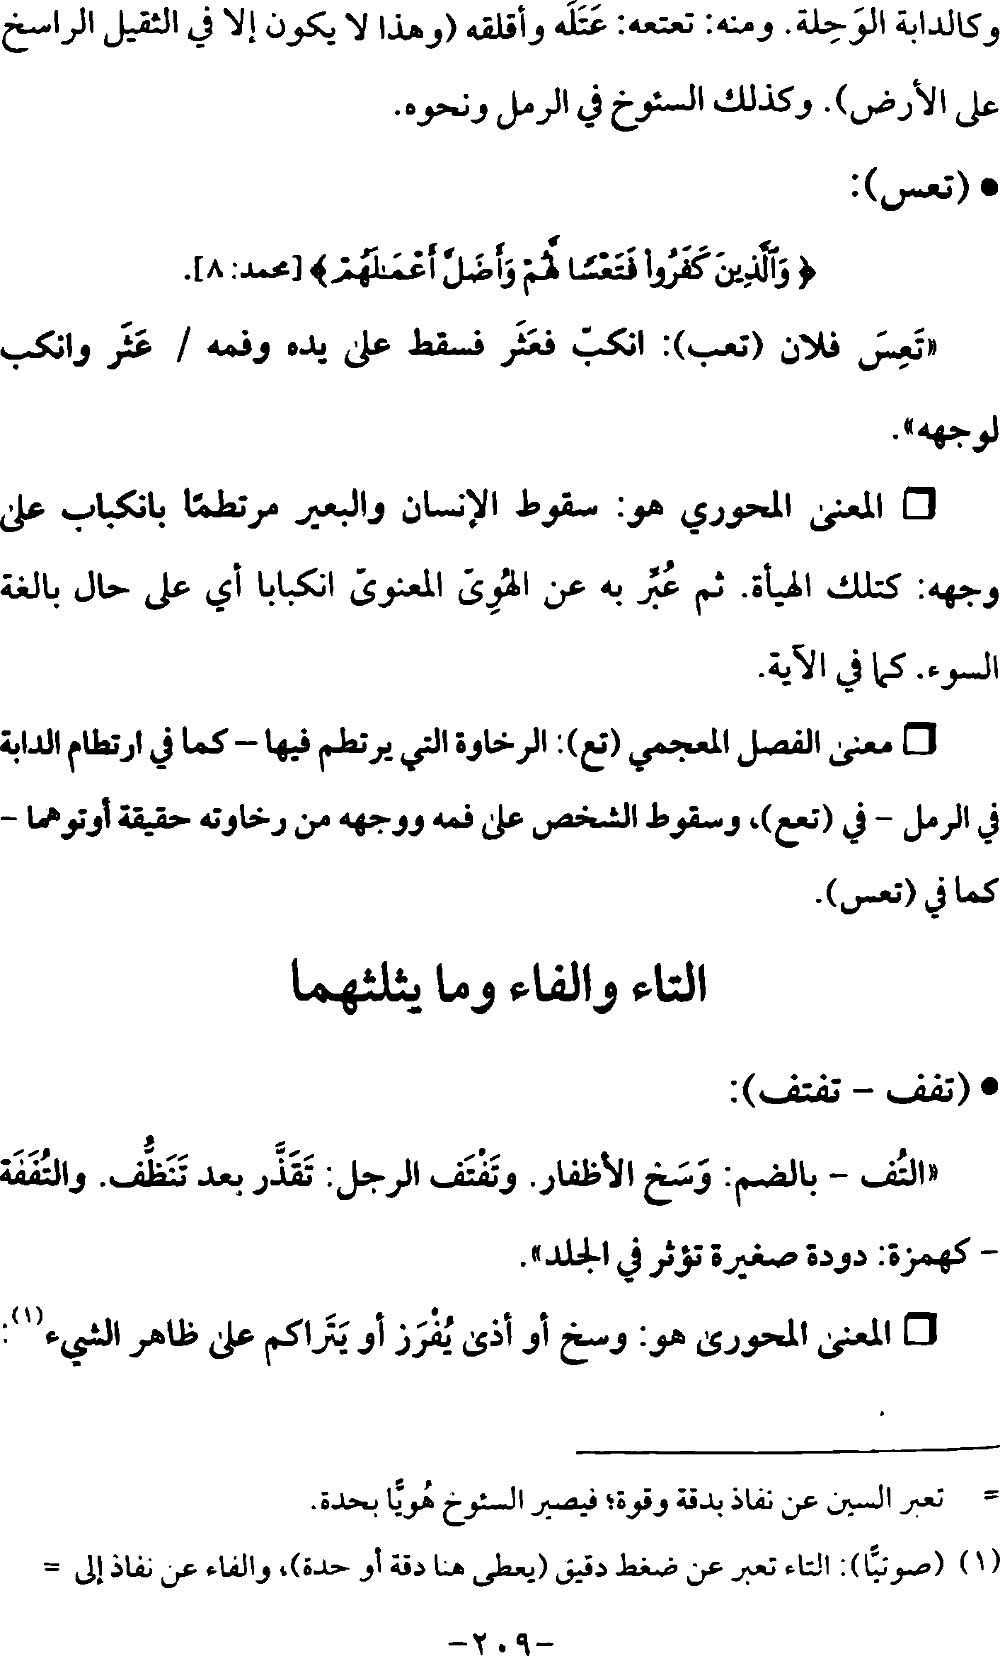 وكالدابة الوَحِلة. ومنه: تعتعه: عَتَلَه وأقلقه (وهذا لا يكون إلا في الثقيل الراسخ
على الأرض). وكذلك السئوخ في الرمل ونحوه.
• (تعس):
﴿ وَٱلَّذِينَ كَفَرُوا۟ فَتَعْسًا لَّهُمْ وَأَضَلَّ أَعْمَـٰلَهُمْ ﴾ [محمد: ٨].
«تَعِسَ فلان (تعب): انكبّ فعَثَر فسقط على يده وفمه / عَثَر وانكب
لوجهه».
❒ المعنى المحوري هو: سقوط الإنسان والبعير مرتطمًا بانكباب على
وجهه: كتلك الهيأة. ثم عُبِّر به عن الهُوِىّ المعنوىّ انكبابا أي على حال بالغة
السوء. كما في الآية.
❒ معنى الفصل المعجمي (تع): الرخاوة التي يرتطم فيها – كما في ارتطام الدابة
في الرمل – في (تعع)، وسقوط الشخص على فمه ووجهه من رخاوته حقيقة أوتوهما –
كما في (تعس).
التاء والفاء وما يثلثهما
• (تفف – تفتف):
«التُف – بالضم: وَسَخ الأظفار. وتَفْتَف الرجل: تَقَذَّر بعد تَنَظُّف. والتُفَفَة
– كهمزة: دودة صغيرة تؤثر في الجلد».
❒ المعنى المحورى هو: وسخ أو أذى يُفْرَز أو يَتَراكم على ظاهر الشيء(١):
= تعبر السين عن نفاذ بدقة وقوة؛ فيصير السئوخ هُويًّا بحدة.
(١) (صوتيًّا): التاء تعبر عن ضغط دقيق (يعطى هنا دقة أو حدة)، والفاء عن نفاذ إلى =
–٢٠٩–